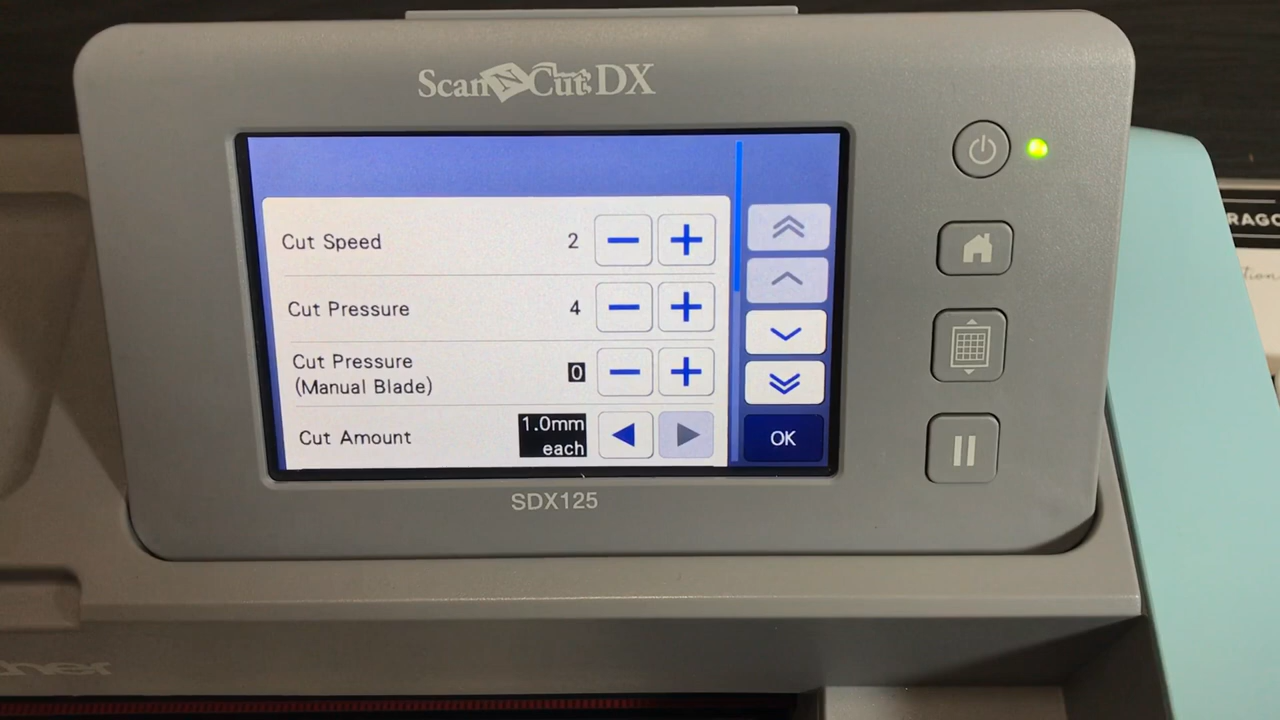 ScanNCut DX
Cut Speed 2
Cut Pressure 4
Cut Pressure
(Manual Blade) 0
Cut Amount 1.0mm
each
OK
SDX125